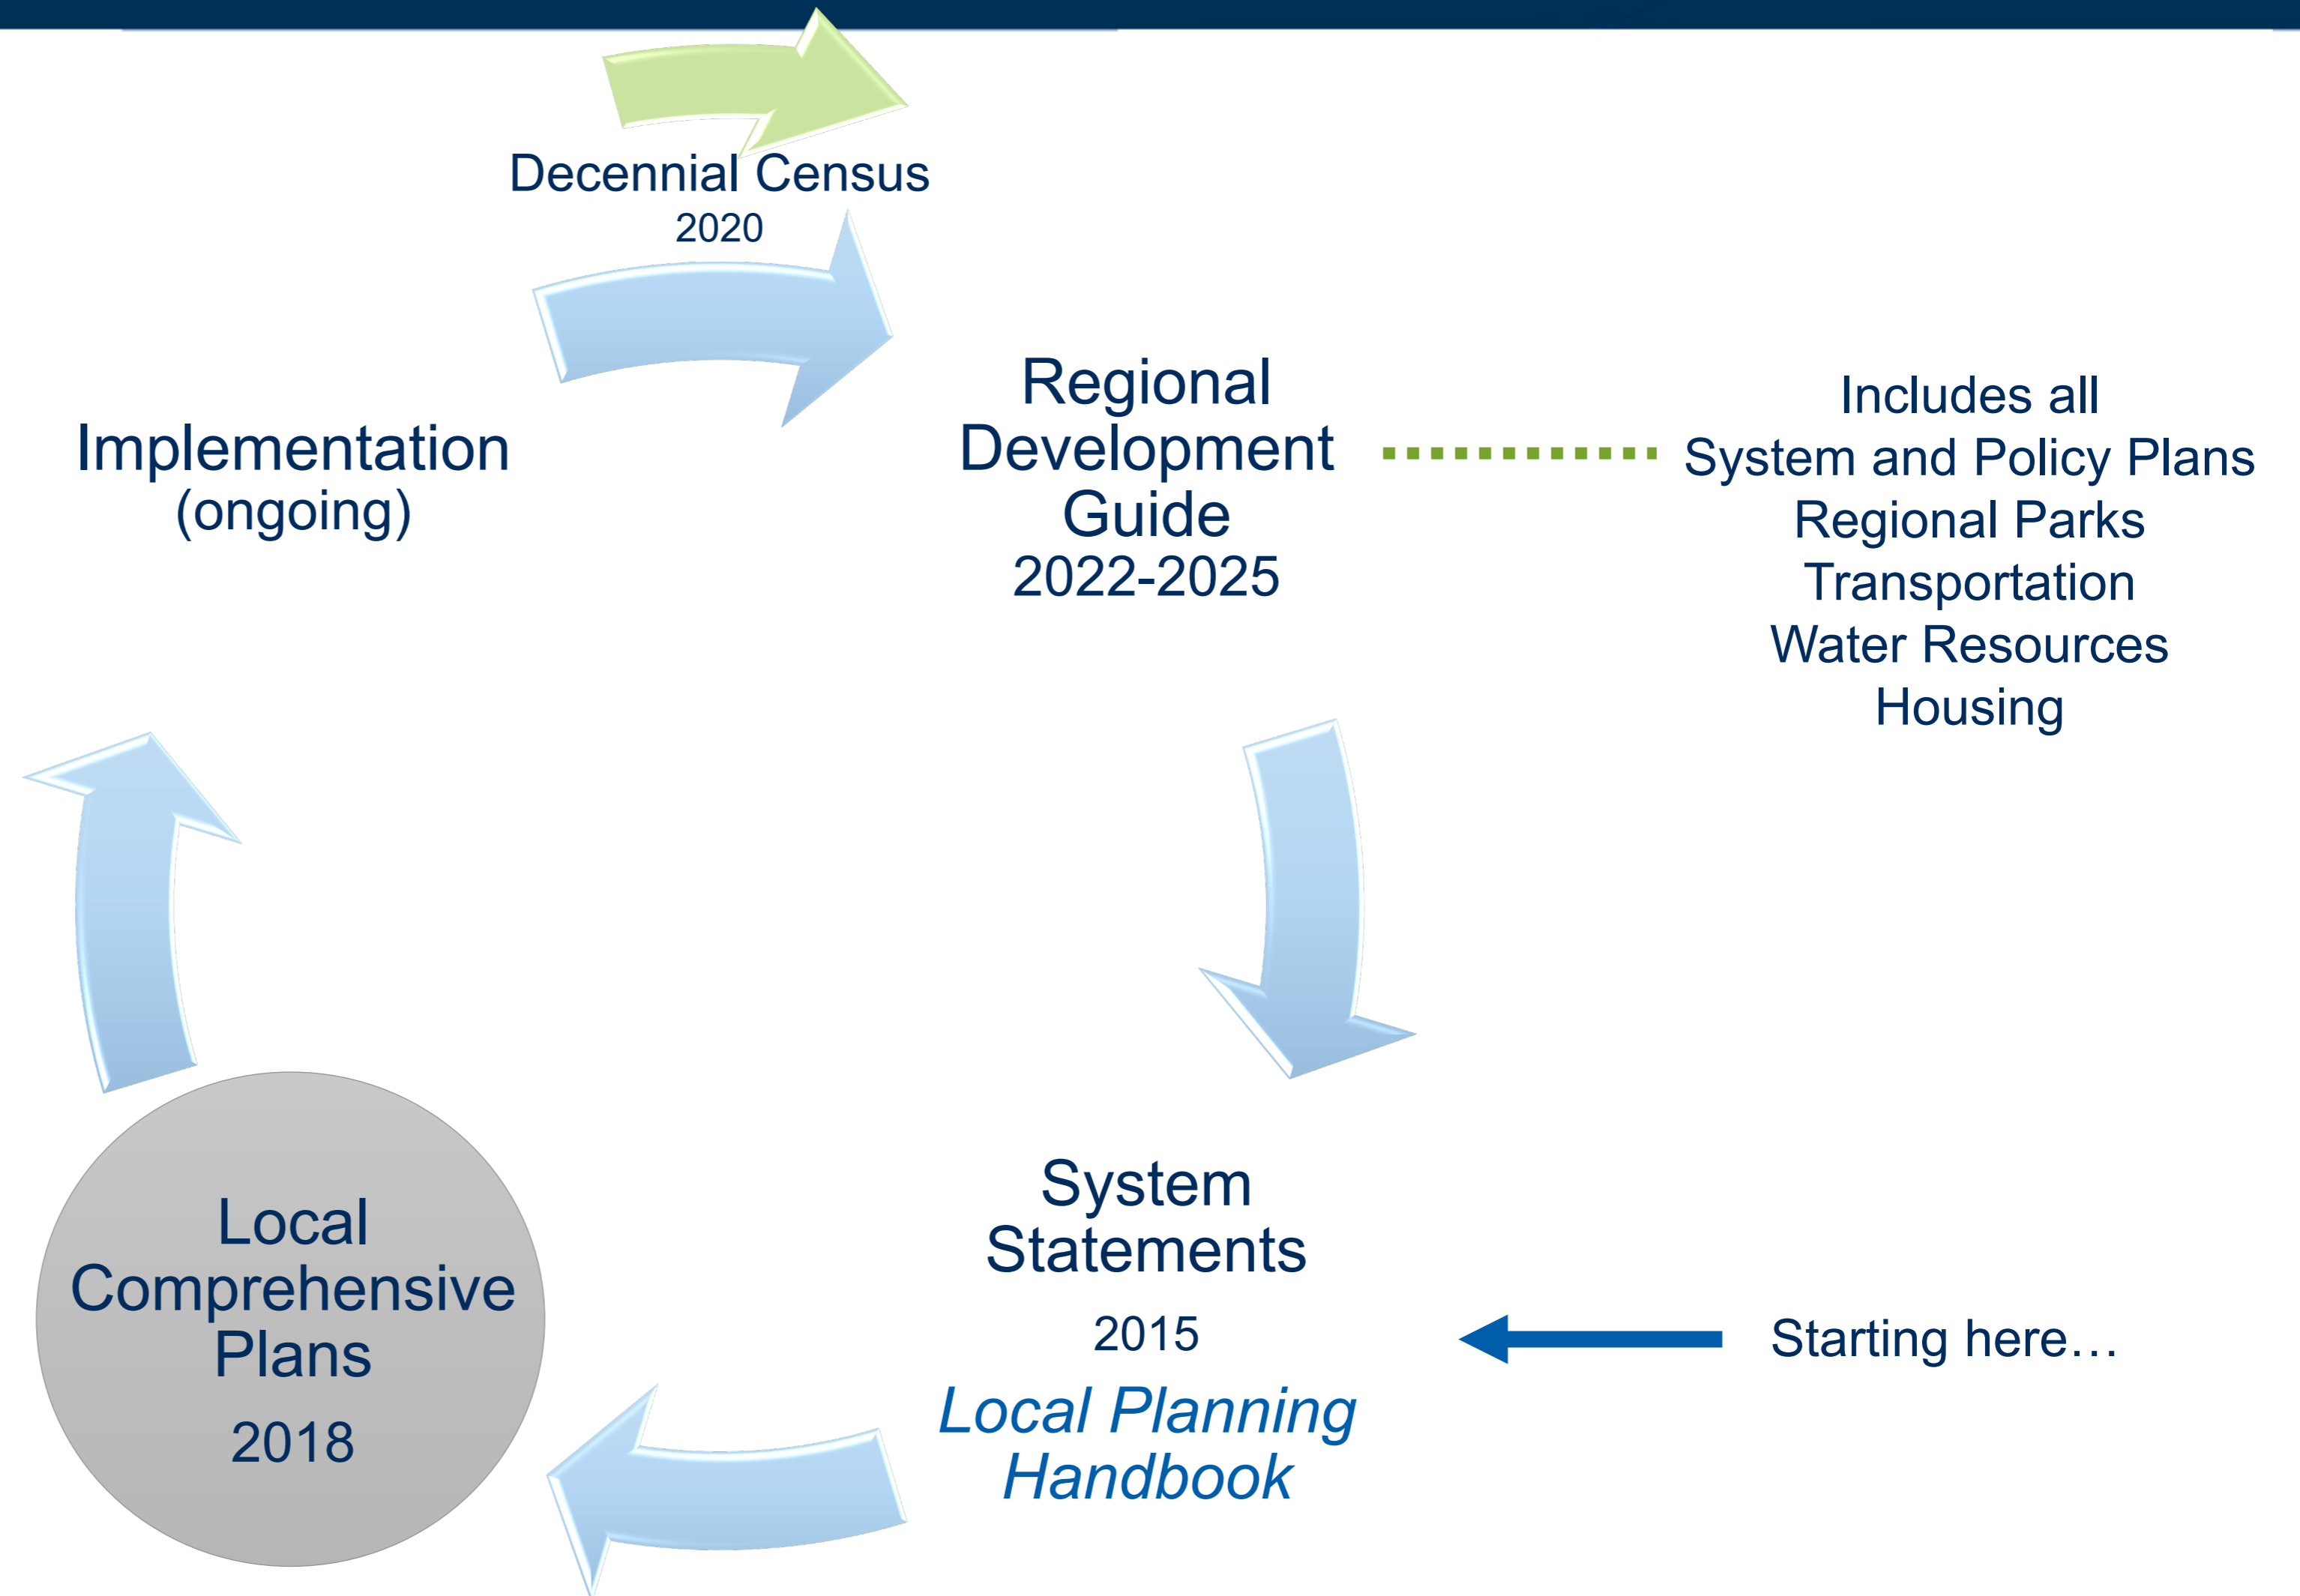 Decennial Census
2020
Implementation
(ongoing)
Regional
Development
Guide
2022-2025
Includes all
System and Policy Plans
Regional Parks
Transportation
Water Resources
Housing
System
Statements
2015
Local Planning
Handbook
Starting here…
Local
Comprehensive
Plans
2018